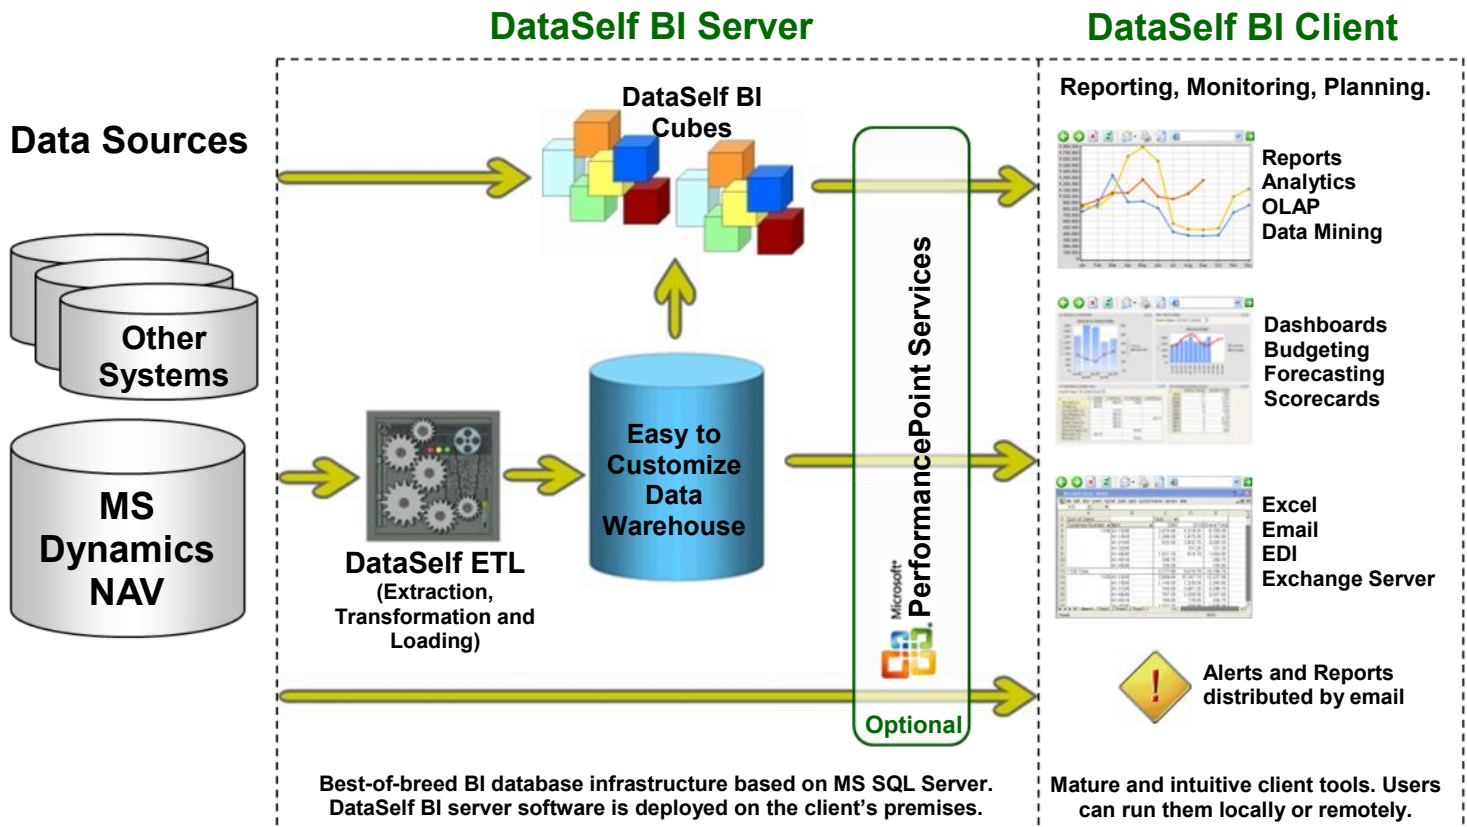 DataSelf BI Server
DataSelf BI Client
Data Sources
Other
Systems
MS
Dynamics
NAV
DataSelf BI
Cubes
DataSelf ETL
(Extraction,
Transformation and
Loading)
Easy to
Customize
Data
Warehouse
Microsoft®
PerformancePoint Services
Optional
Best-of-breed BI database infrastructure based on MS SQL Server.
DataSelf BI server software is deployed on the client's premises.
Reporting, Monitoring, Planning.
Reports
Analytics
OLAP
Data Mining
Dashboards
Budgeting
Forecasting
Scorecards
Excel
Email
EDI
Exchange Server
Alerts and Reports
distributed by email
Mature and intuitive client tools. Users
can run them locally or remotely.